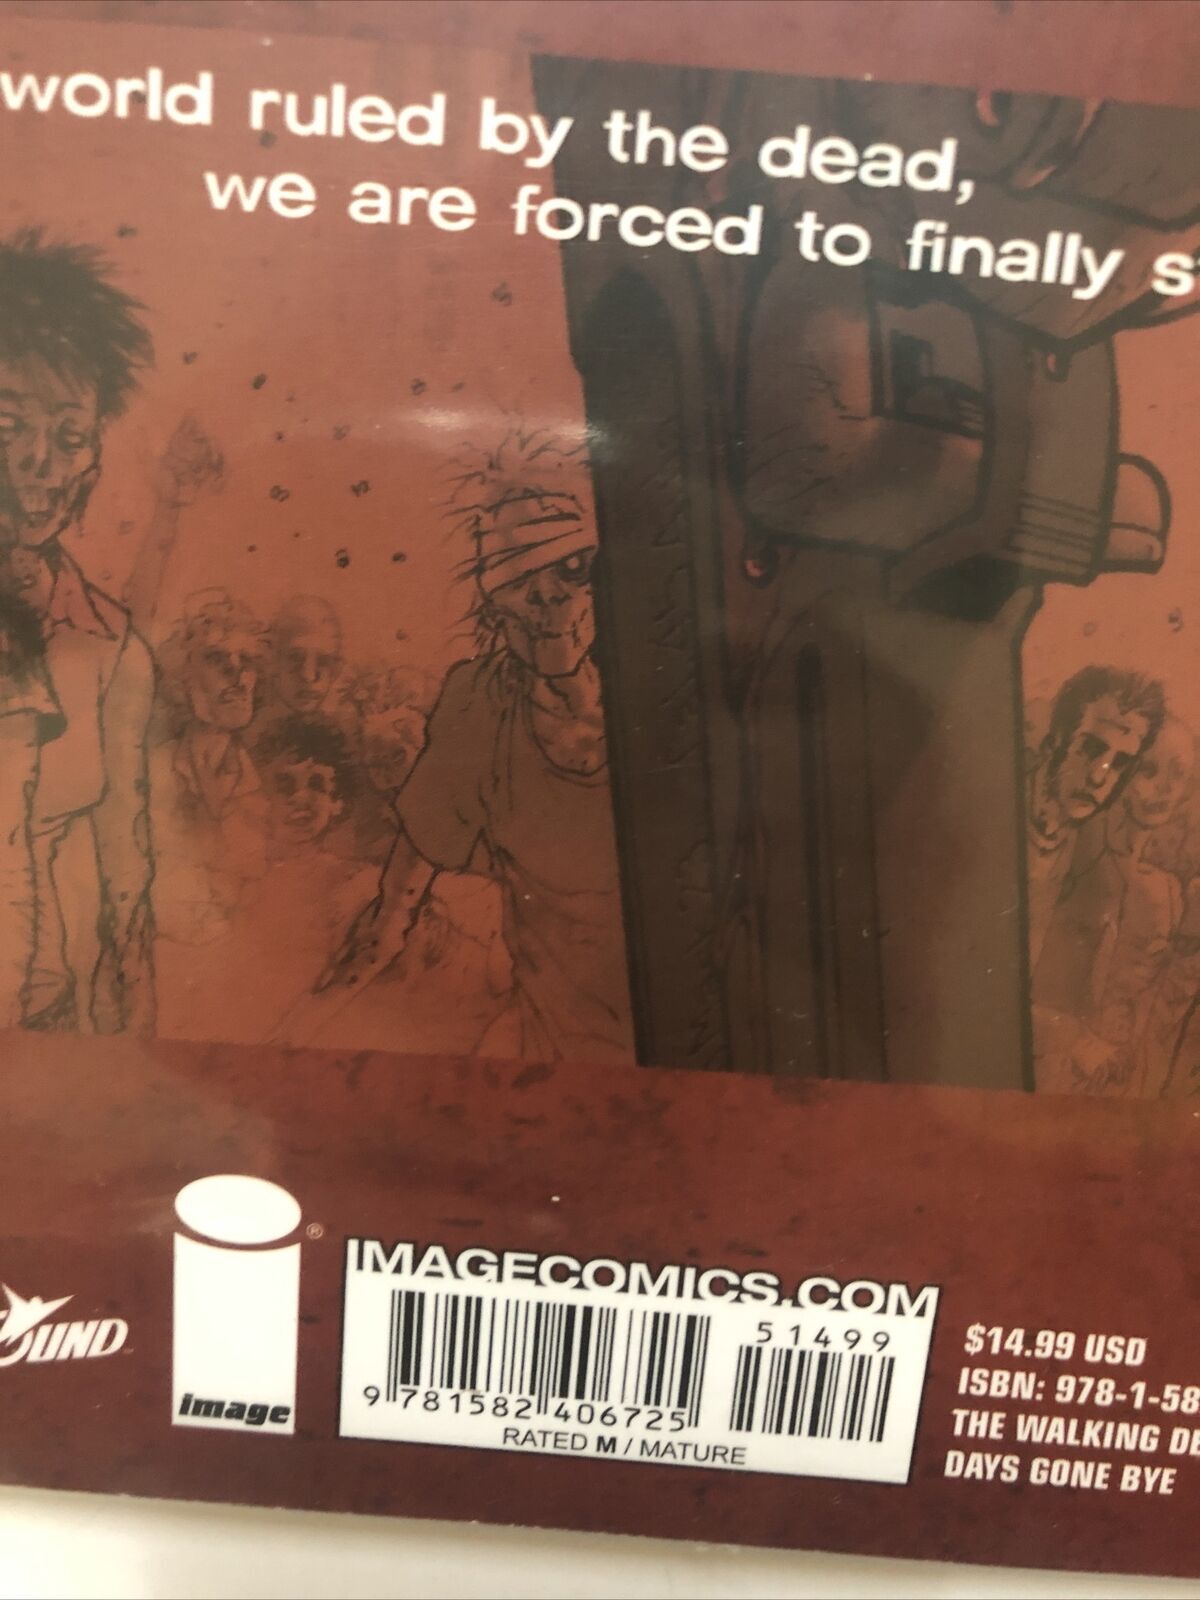 world ruled by the dead,
we are forced to finally
®
IMAGECOMICS.COM
51499
9 781582 406725
RATED M / MATURE
image
$14.99 USD
ISBN: 978-1-58
THE WALKING
DAYS GONE BYE